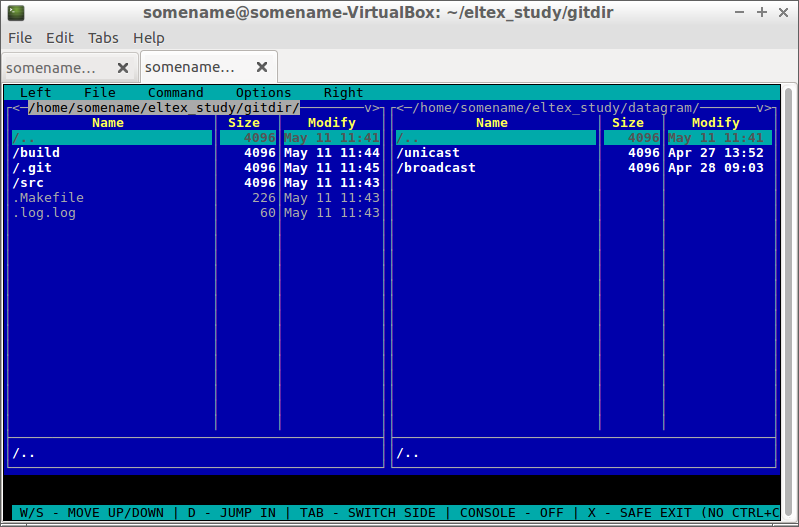 somename@somename-VirtualBox: ~/eltex_study/gitdir
File Edit Tabs Help
somename... somename...
Left File Command Options Right
<─/home/somename/eltex_study/gitdir/ v> <─/home/somename/eltex_study/datagram/ v>
Name Size Modify Name Size Modify
/.. 4096 May 11 11:41 /.. 4096 May 11 11:41
/build 4096 May 11 11:44 /unicast 4096 Apr 27 13:52
/.git 4096 May 11 11:45 /broadcast 4096 Apr 28 09:03
/src 4096 May 11 11:43
.Makefile 226 May 11 11:43
.log.log 60 May 11 11:43
/.. /..
W/S - MOVE UP/DOWN | D - JUMP IN | TAB - SWITCH SIDE | CONSOLE - OFF | X - SAFE EXIT (NO CTRL+C